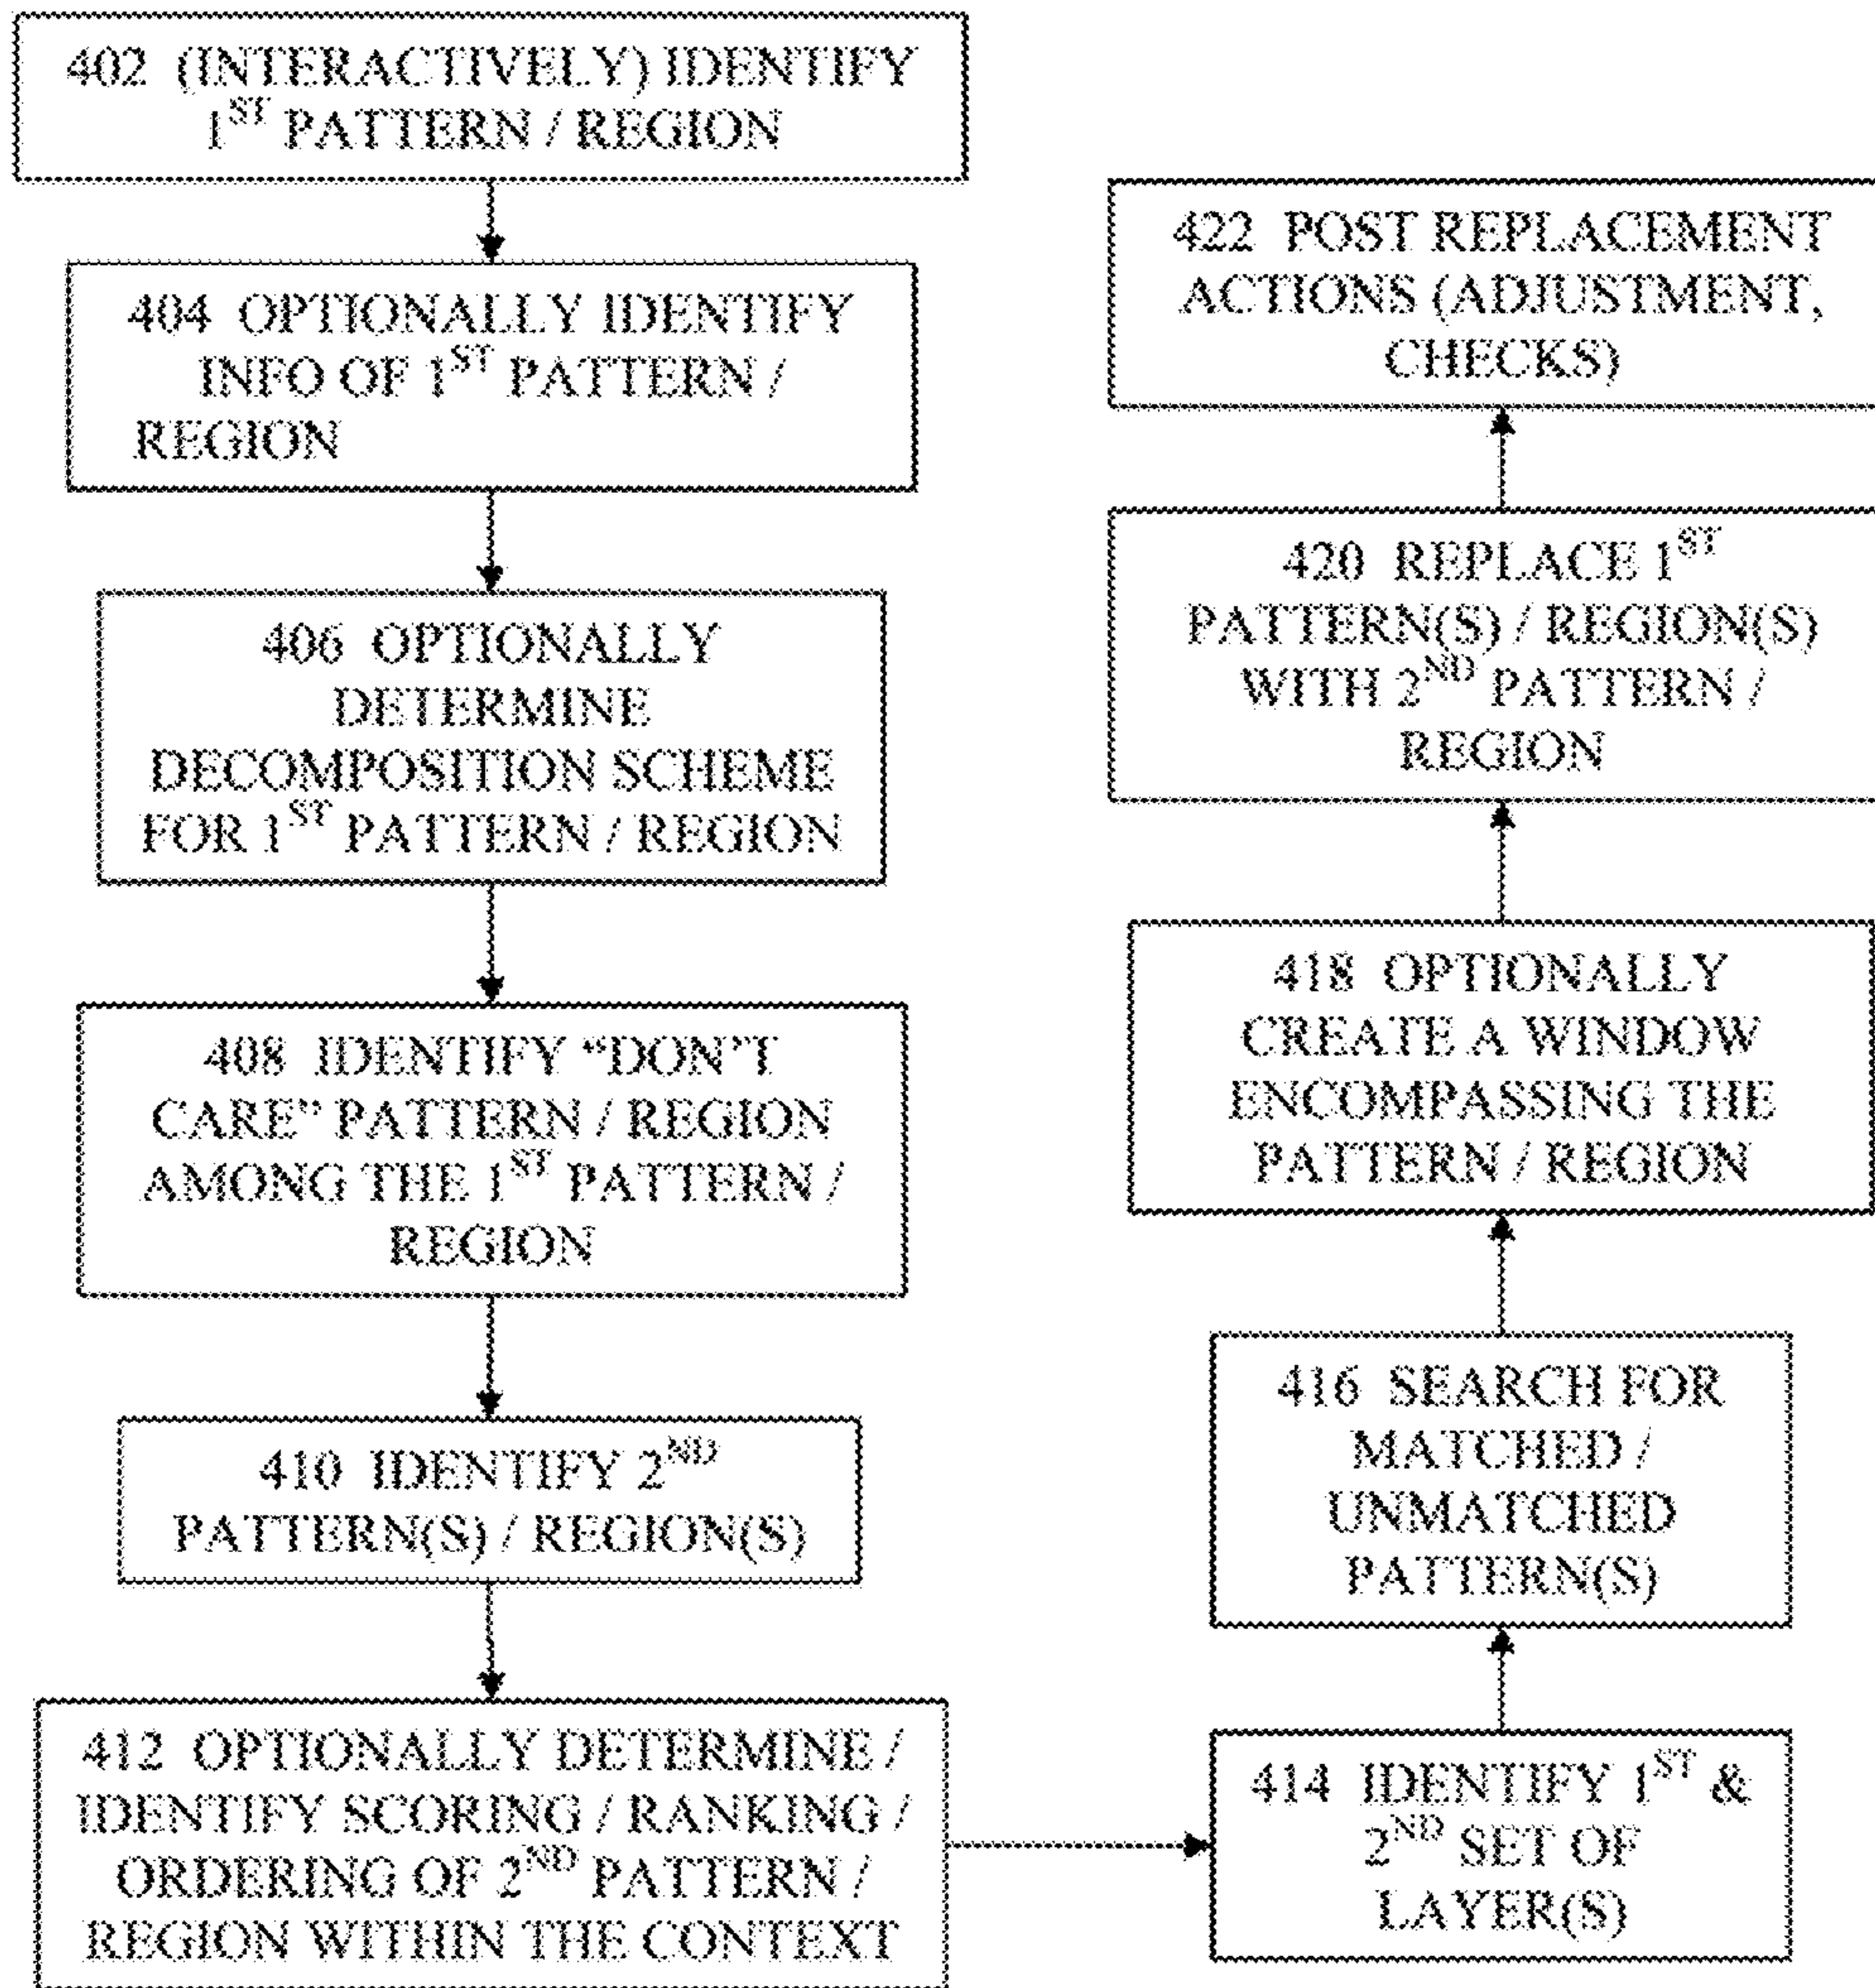 402 (INTERACTIVELY) IDENTIFY
1ST PATTERN / REGION
404 OPTIONALLY IDENTIFY
INFO OF 1ST PATTERN /
REGION
406 OPTIONALLY
DETERMINE
DECOMPOSITION SCHEME
FOR 1ST PATTERN / REGION
408 IDENTIFY “DON’T
CARE” PATTERN / REGION
AMONG THE 1ST PATTERN /
REGION
410 IDENTIFY 2ND
PATTERN(S) / REGION(S)
412 OPTIONALLY DETERMINE /
IDENTIFY SCORING / RANKING /
ORDERING OF 2ND PATTERN /
REGION WITHIN THE CONTEXT
414 IDENTIFY 1ST &
2ND SET OF
LAYER(S)
416 SEARCH FOR
MATCHED /
UNMATCHED
PATTERN(S)
418 OPTIONALLY
CREATE A WINDOW
ENCOMPASSING THE
PATTERN / REGION
420 REPLACE 1ST
PATTERN(S) / REGION(S)
WITH 2ND PATTERN /
REGION
422 POST REPLACEMENT
ACTIONS (ADJUSTMENT,
CHECKS)